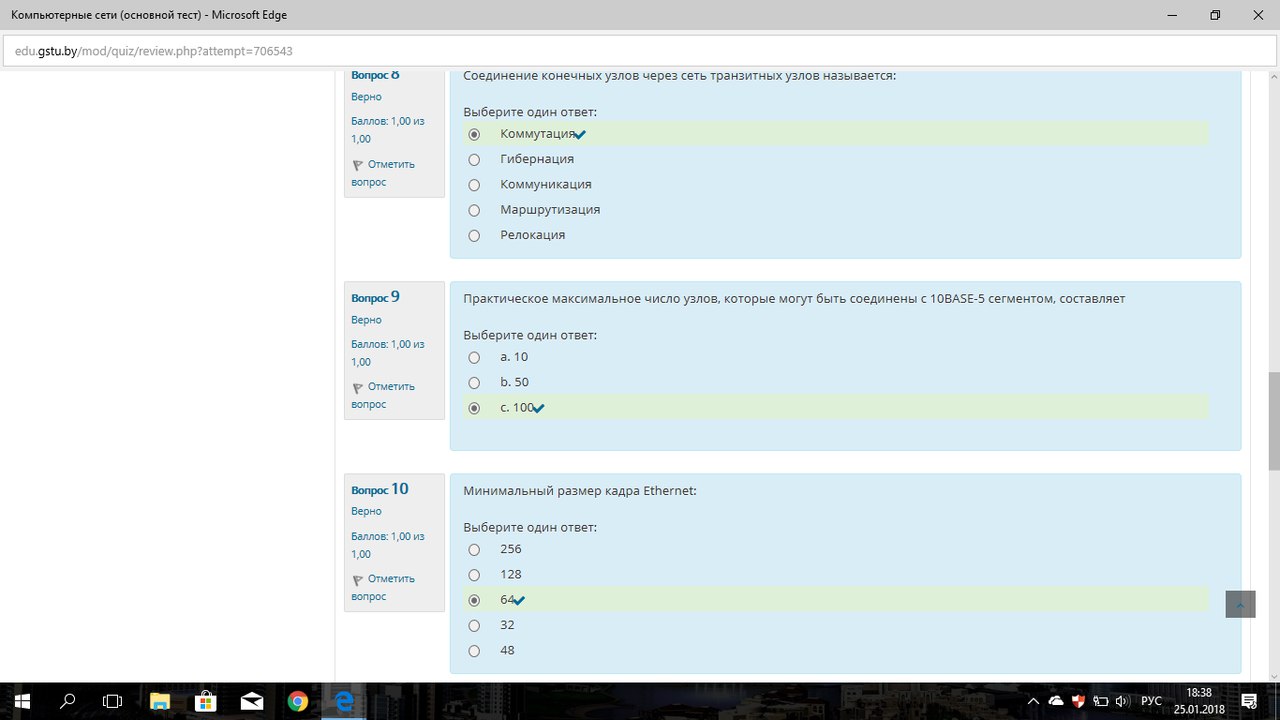 Компьютерные сети (основной тест) - Microsoft Edge
edu.gstu.by/mod/quiz/review.php?attempt=706543
Вопрос 8
Верно
Баллов: 1,00 из
1,00
Отметить
вопрос
Соединение конечных узлов через сеть транзитных узлов называется:
Выберите один ответ:
Коммутация
Гибернация
Коммуникация
Маршрутизация
Релокация
Вопрос 9
Верно
Баллов: 1,00 из
1,00
Отметить
вопрос
Практическое максимальное число узлов, которые могут быть соединены с 10BASE-5 сегментом, составляет
Выберите один ответ:
a. 10
b. 50
c. 100
Вопрос 10
Верно
Баллов: 1,00 из
1,00
Отметить
вопрос
Минимальный размер кадра Ethernet:
Выберите один ответ:
256
128
64
32
48
РУС
18:38
25.01.2018